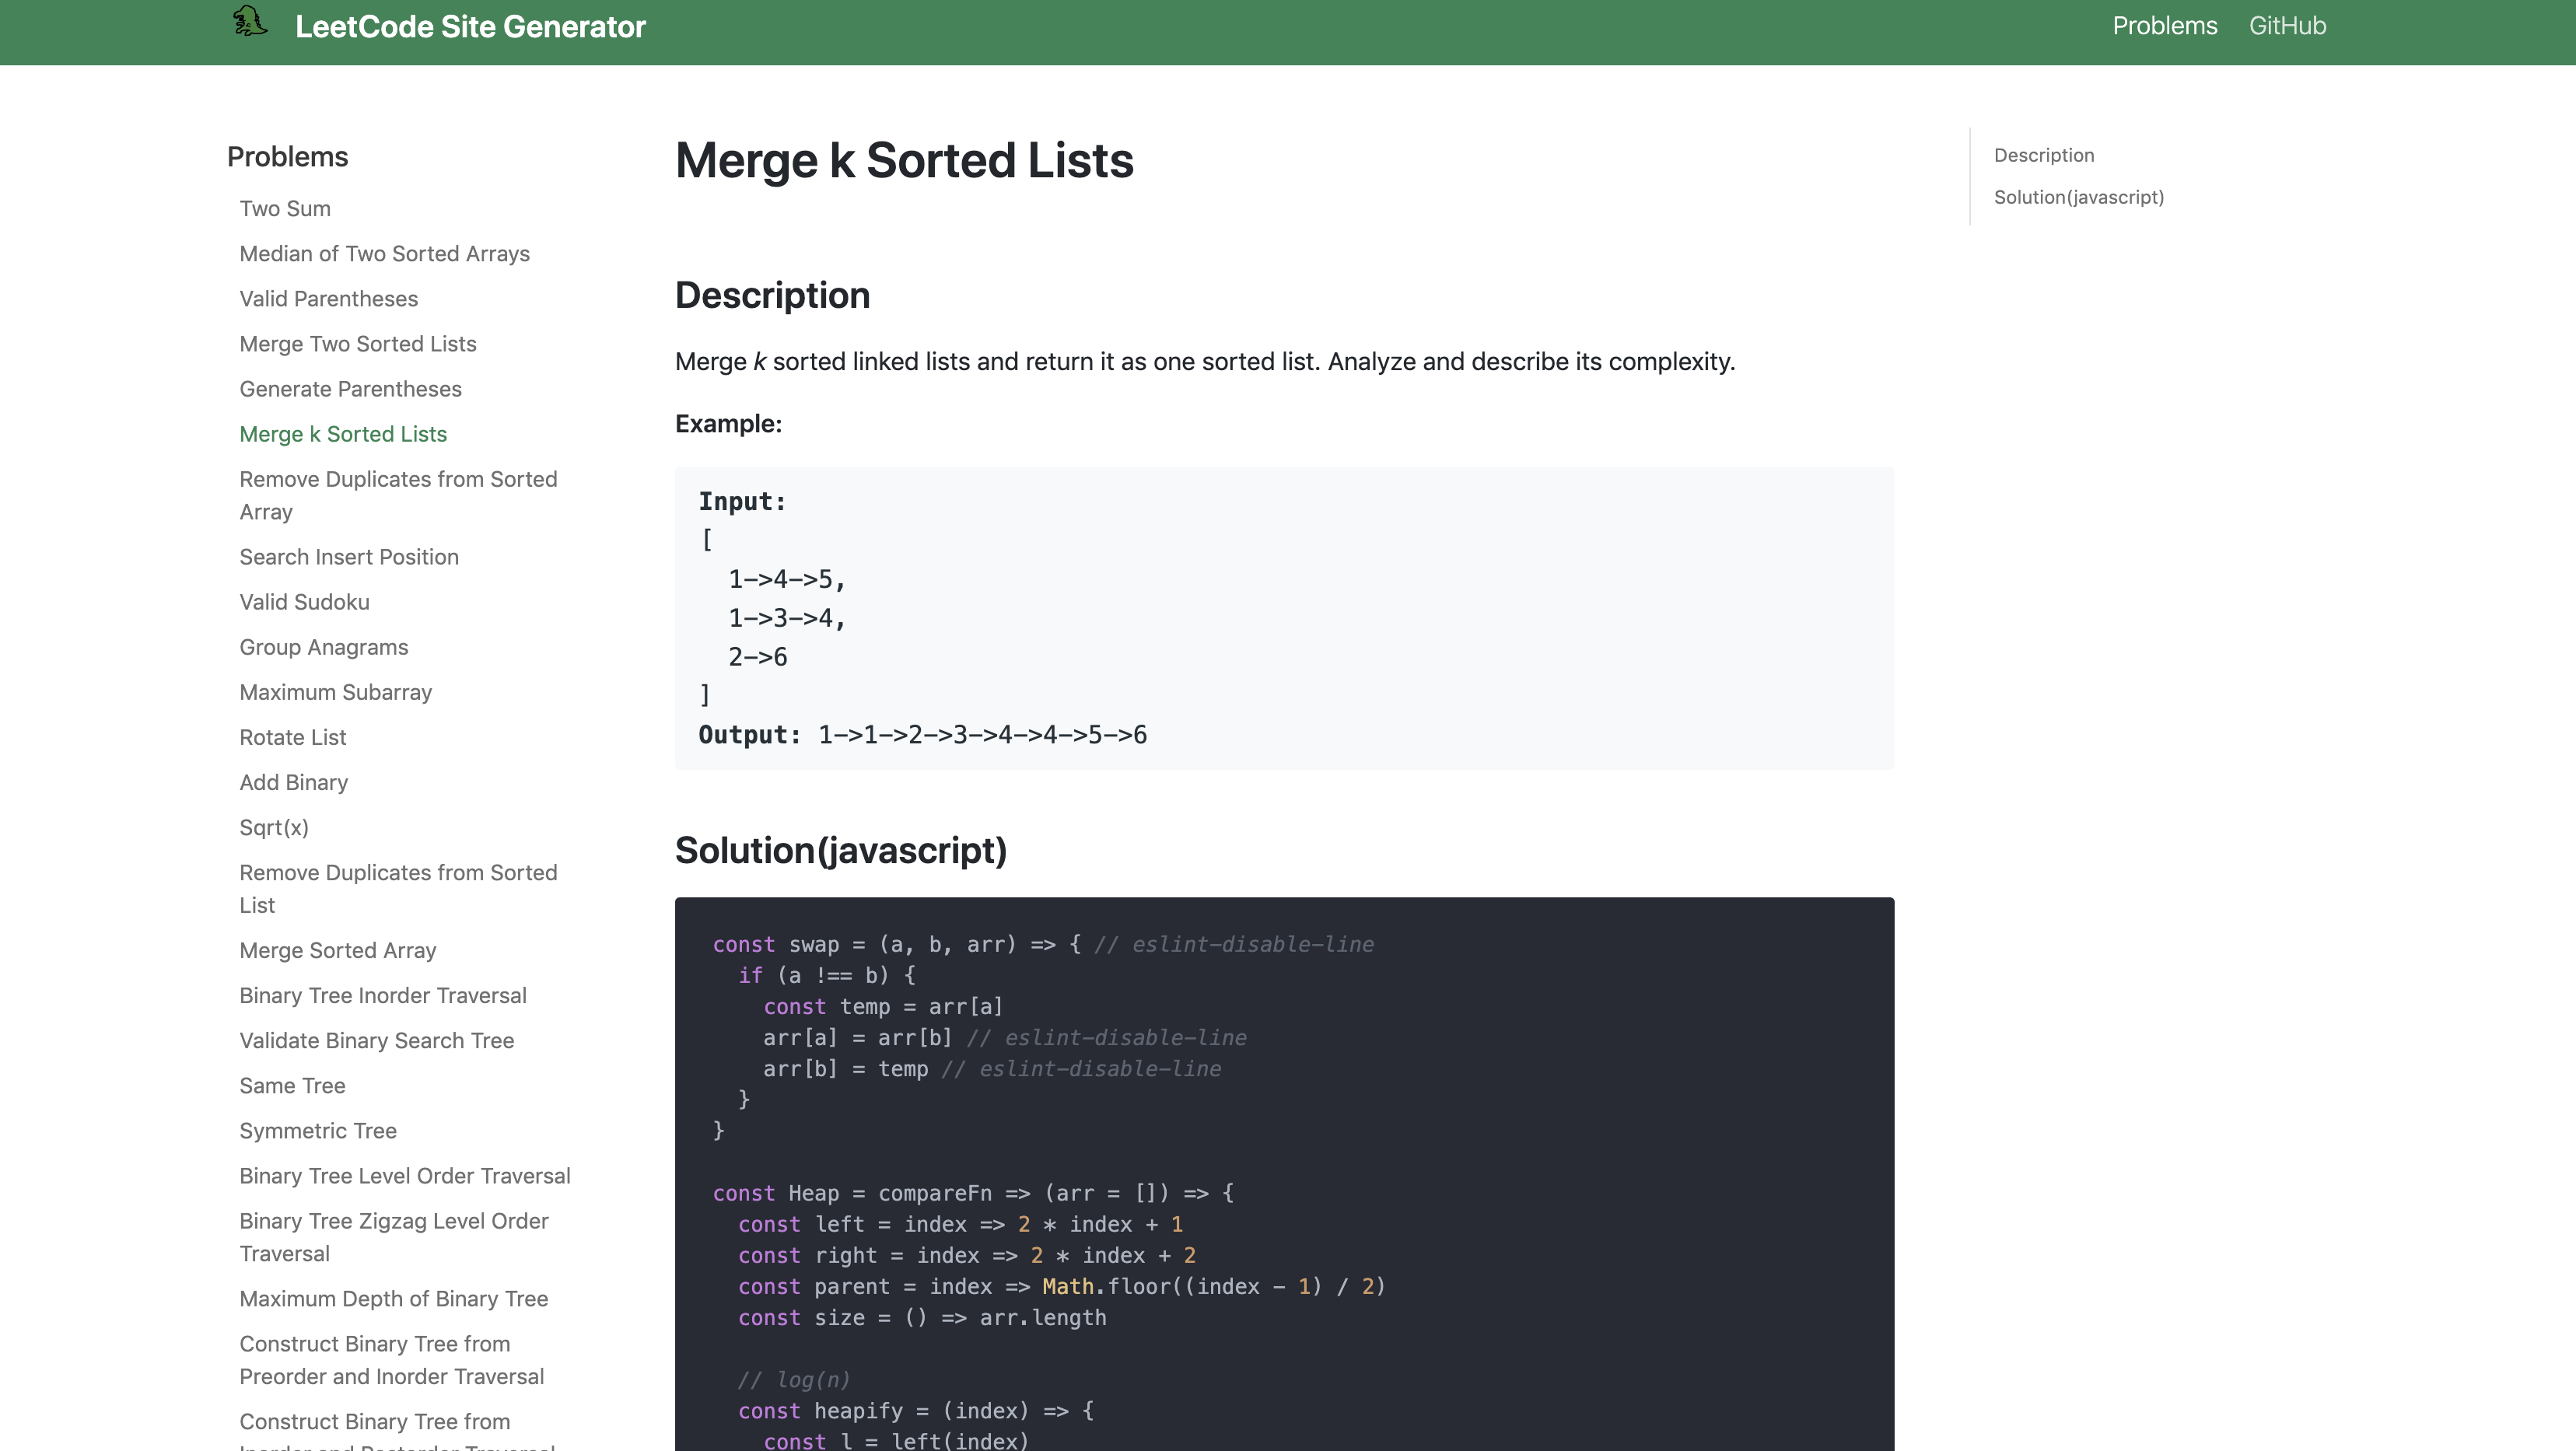 LeetCode Site Generator
Problems GitHub
Problems
Two Sum
Median of Two Sorted Arrays
Valid Parentheses
Merge Two Sorted Lists
Generate Parentheses
Merge k Sorted Lists
Remove Duplicates from Sorted
Array
Search Insert Position
Valid Sudoku
Group Anagrams
Maximum Subarray
Rotate List
Add Binary
Sqrt(x)
Remove Duplicates from Sorted
List
Merge Sorted Array
Binary Tree Inorder Traversal
Validate Binary Search Tree
Same Tree
Symmetric Tree
Binary Tree Level Order Traversal
Binary Tree Zigzag Level Order
Traversal
Maximum Depth of Binary Tree
Construct Binary Tree from
Preorder and Inorder Traversal
Construct Binary Tree from
Inorder and Postorder Traversal
Merge k Sorted Lists
Description
Merge k sorted linked lists and return it as one sorted list. Analyze and describe its complexity.
Example:
Input:
[
  1->4->5,
  1->3->4,
  2->6
]
Output: 1->1->2->3->4->4->5->6
Solution(javascript)
const swap = (a, b, arr) => { // eslint-disable-line
  if (a !== b) {
    const temp = arr[a]
    arr[a] = arr[b] // eslint-disable-line
    arr[b] = temp // eslint-disable-line
  }
}
const Heap = compareFn => (arr = []) => {
  const left = index => 2 * index + 1
  const right = index => 2 * index + 2
  const parent = index => Math.floor((index - 1) / 2)
  const size = () => arr.length
  // log(n)
  const heapify = (index) => {
    const l = left(index)
Description
Solution(javascript)